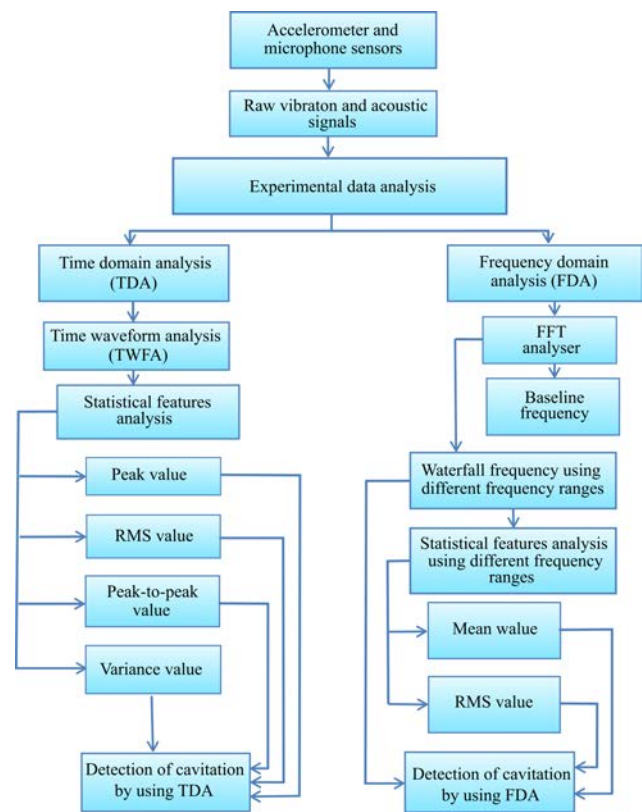 Accelerometer and
microphone sensors
Raw vibraton and acoustic
signals
Experimental data analysis
Time domain analysis
(TDA)
Time waveform analysis
(TWFA)
Statistical features
analysis
Peak value
RMS value
Peak-to-peak
value
Variance value
Detection of cavitation
by using TDA
Frequency domain
analysis (FDA)
FFT
analyser
Baseline
frequency
Waterfall frequency using
different frequency ranges
Statistical features analysis
using different frequency
ranges
Mean walue
RMS value
Detection of cavitation
by using FDA